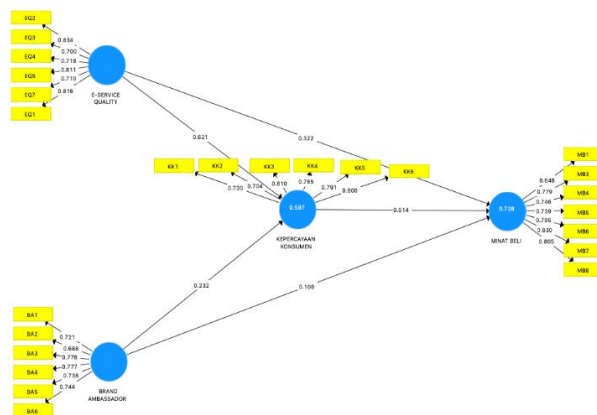 EQ2
EQ3
EQ4
EQ5
EQ7
EQ1
0.834
0.700
0.718
0.811
0.710
0.816
E-SERVICE
QUALITY
0.621
0.322
KK1
KK2
KK3
KK4
KK5
KK6
0.730
0.704
0.810
0.785
0.791
0.800
0.597
KEPERCAYAAN
KONSUMEN
0.514
MB1
MB3
MB4
MB5
MB6
MB7
MB8
0.848
0.779
0.746
0.739
0.795
0.830
0.805
0.728
MINAT BELI
0.232
0.108
BA1
BA2
BA3
BA4
BA5
BA6
0.721
0.688
0.776
0.777
0.738
0.744
BRAND
AMBASSADOR